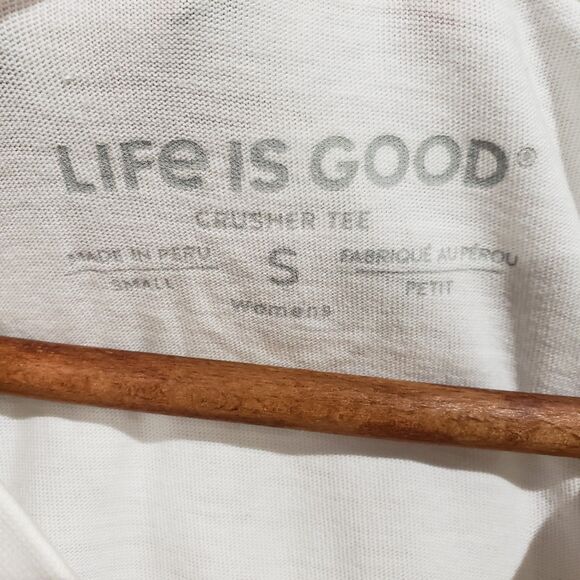 LIFe IS GOOD®
CRUSHER TEE
MADE IN PERU S FABRIQUÉ AU PÉROU
SMALL PETIT
womens